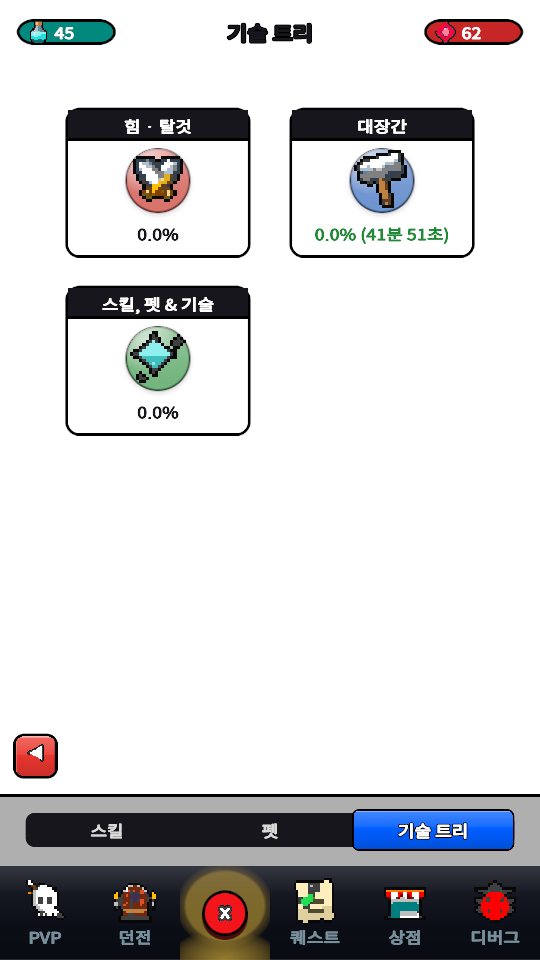 45
기술 트리
62
힘 · 탈것
0.0%
대장간
0.0% (41분 51초)
스킬, 펫 & 기술
0.0%
스킬
펫
기술 트리
PVP
던전
X
퀘스트
상점
디버그